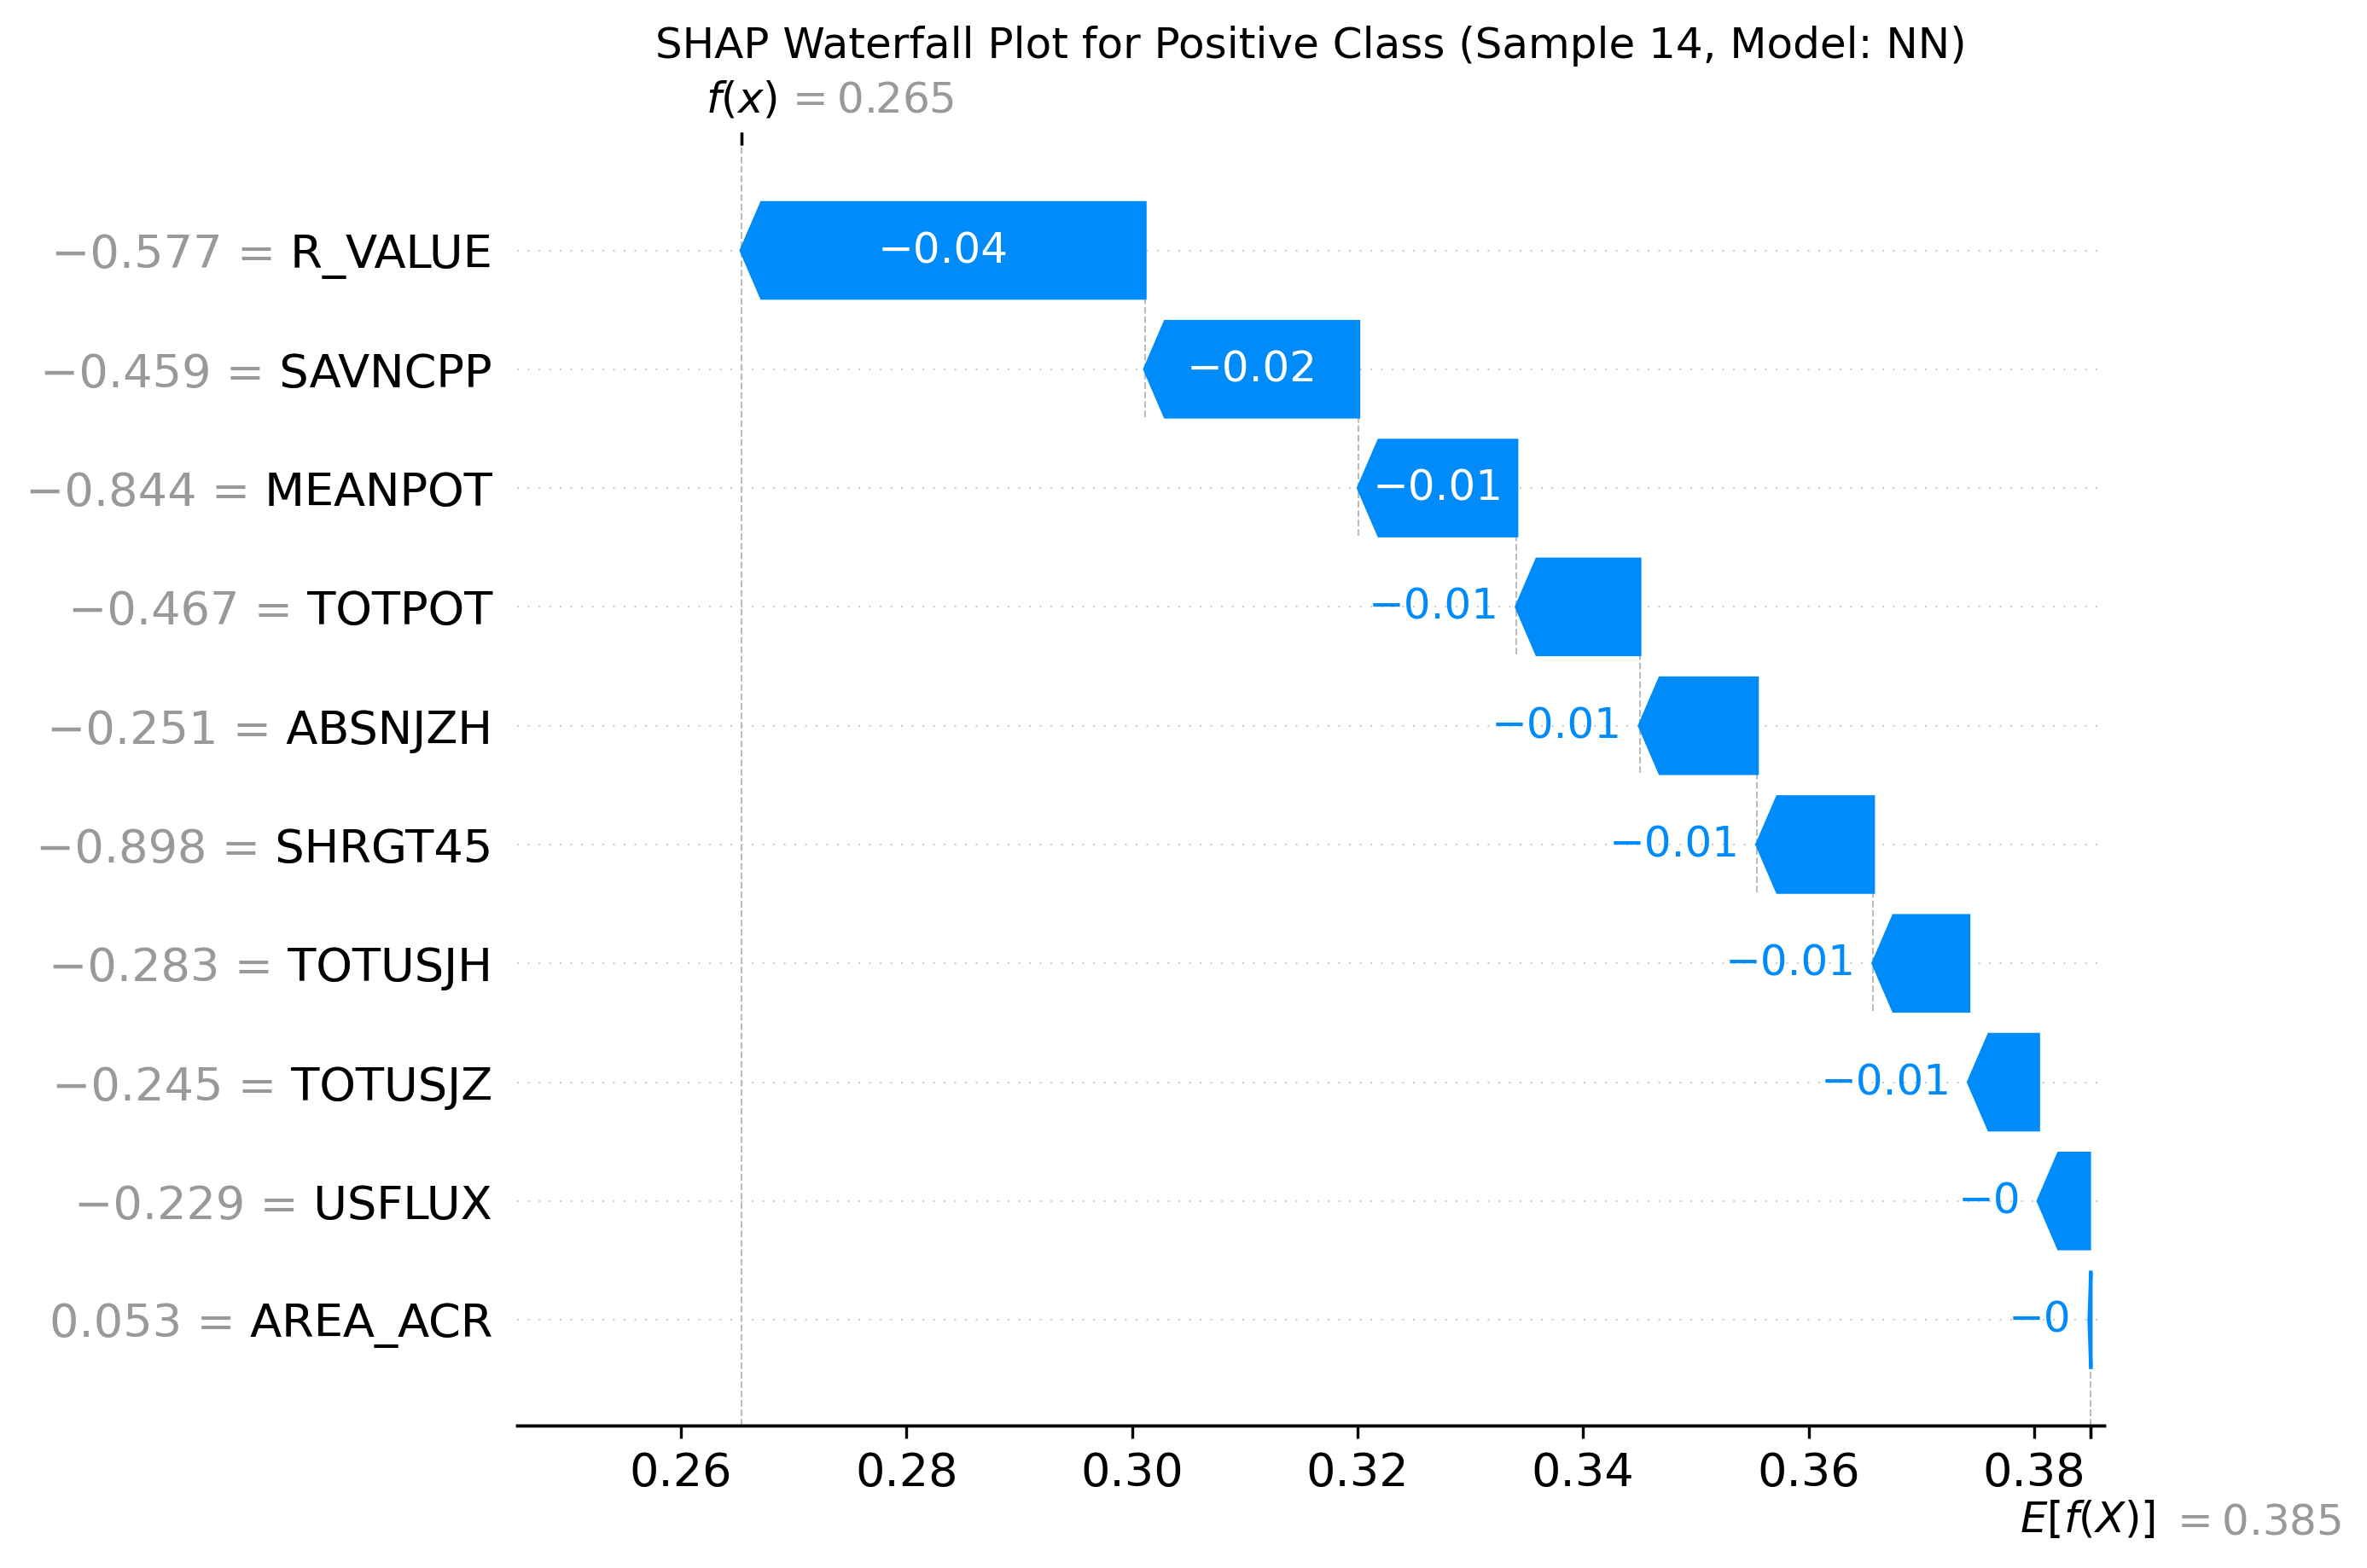 SHAP Waterfall Plot for Positive Class (Sample 14, Model: NN)
f(x) = 0.265
−0.577 = R_VALUE −0.04
−0.459 = SAVNCPP −0.02
−0.844 = MEANPOT −0.01
−0.467 = TOTPOT −0.01
−0.251 = ABSNJZH −0.01
−0.898 = SHRGT45 −0.01
−0.283 = TOTUSJH −0.01
−0.245 = TOTUSJZ −0.01
−0.229 = USFLUX −0
0.053 = AREA_ACR −0
0.26 0.28 0.30 0.32 0.34 0.36 0.38
E[f(X)] = 0.385